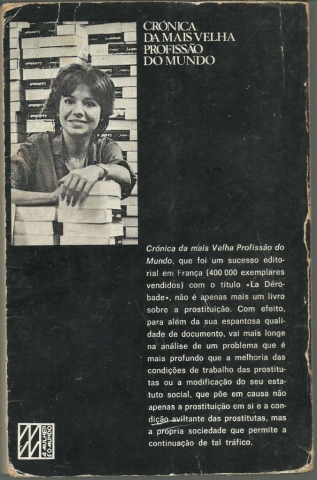 CRÓNICA
DA MAIS VELHA
PROFISSÃO
DO MUNDO
Crónica da mais Velha Profissão do
Mundo, que foi um sucesso edito-
rial em França (400 000 exemplares
vendidos) com o título «La Déro-
bade», não é apenas mais um livro
sobre a prostituição. Com efeito,
para além da sua espantosa quali-
dade de documento, vai mais longe
na análise de um problema que é
mais profundo que a melhoria das
condições de trabalho das prostitu-
tas ou a modificação do seu esta-
tuto social, que põe em causa não
apenas a prostituição em si e a con-
dição aviltante das prostitutas, mas
a própria sociedade que permite a
continuação de tal tráfico.
A MULHER
E O MUNDO